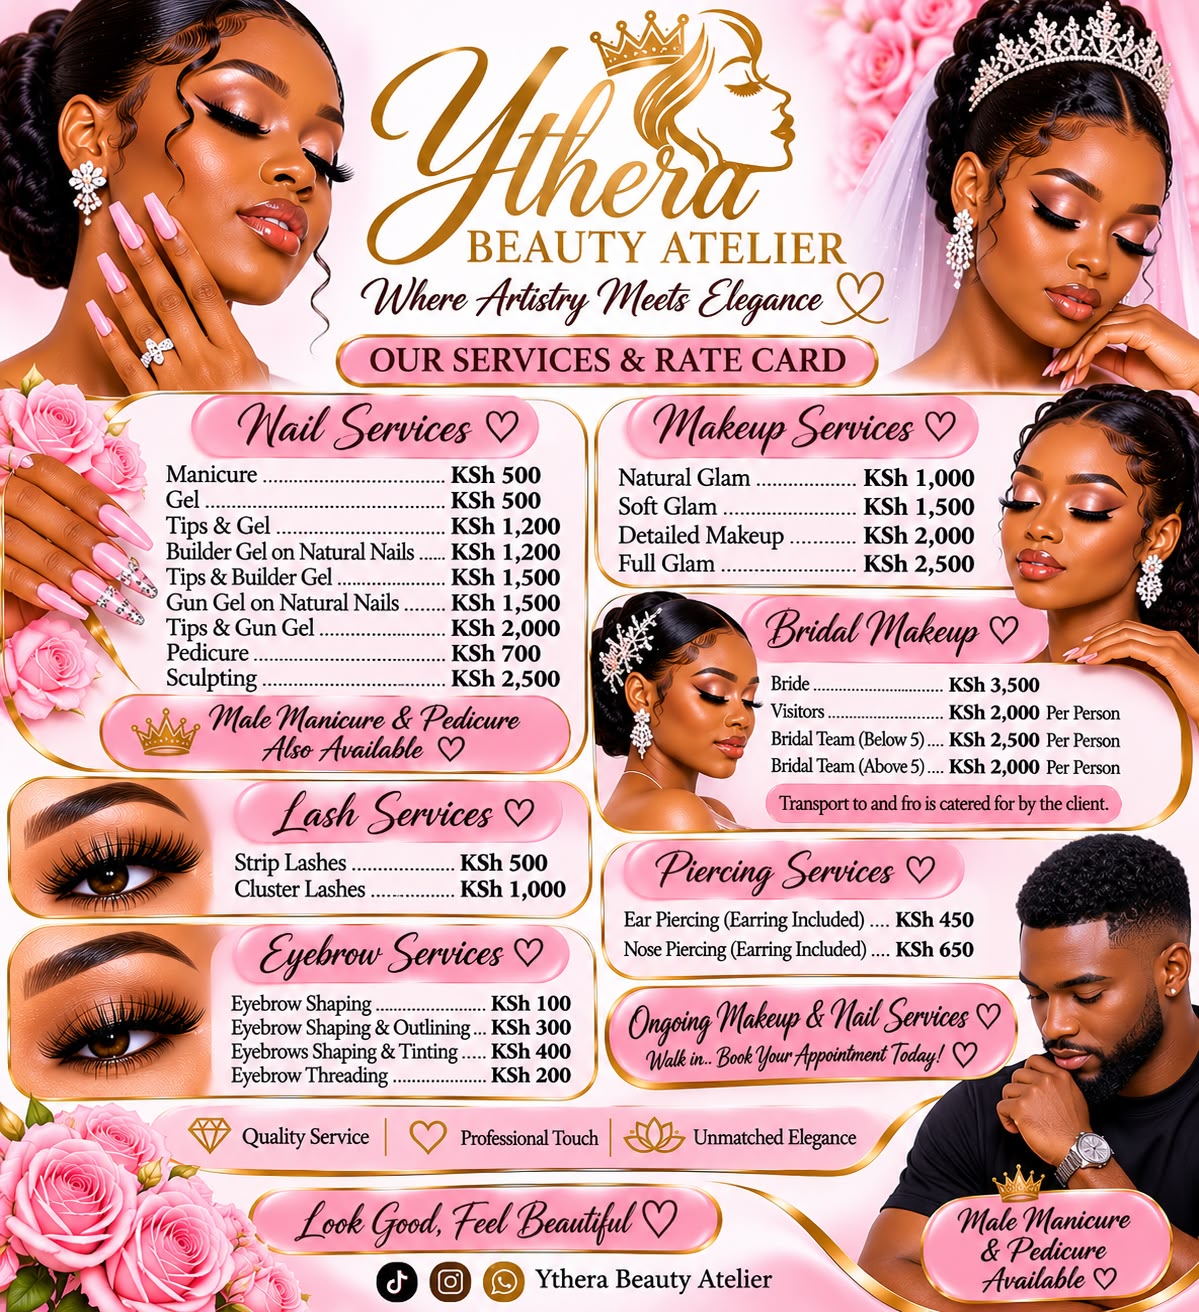 Ythera
BEAUTY ATELIER
Where Artistry Meets Elegance
OUR SERVICES & RATE CARD
Nail Services
Manicure .................................... KSh 500
Gel ................................................ KSh 500
Tips & Gel .................................. KSh 1,200
Builder Gel on Natural Nails ..... KSh 1,200
Tips & Builder Gel ...................... KSh 1,500
Gun Gel on Natural Nails ........ KSh 1,500
Tips & Gun Gel ......................... KSh 2,000
Pedicure ...................................... KSh 700
Sculpting .................................... KSh 2,500
Male Manicure & Pedicure
Also Available
Lash Services
Strip Lashes ..................... KSh 500
Cluster Lashes ................. KSh 1,000
Eyebrow Services
Eyebrow Shaping ...................... KSh 100
Eyebrow Shaping & Outlining ... KSh 300
Eyebrows Shaping & Tinting ..... KSh 400
Eyebrow Threading ................... KSh 200
Makeup Services
Natural Glam .................... KSh 1,000
Soft Glam ........................... KSh 1,500
Detailed Makeup ............. KSh 2,000
Full Glam ........................... KSh 2,500
Bridal Makeup
Bride ................................ KSh 3,500
Visitors ............................ KSh 2,000 Per Person
Bridal Team (Below 5) .... KSh 2,500 Per Person
Bridal Team (Above 5) .... KSh 2,000 Per Person
Transport to and fro is catered for by the client.
Piercing Services
Ear Piercing (Earring Included) .... KSh 450
Nose Piercing (Earring Included) .... KSh 650
Ongoing Makeup & Nail Services
Walk in.. Book Your Appointment Today!
Quality Service
Professional Touch
Unmatched Elegance
Look Good, Feel Beautiful
Male Manicure
& Pedicure
Available
Ythera Beauty Atelier